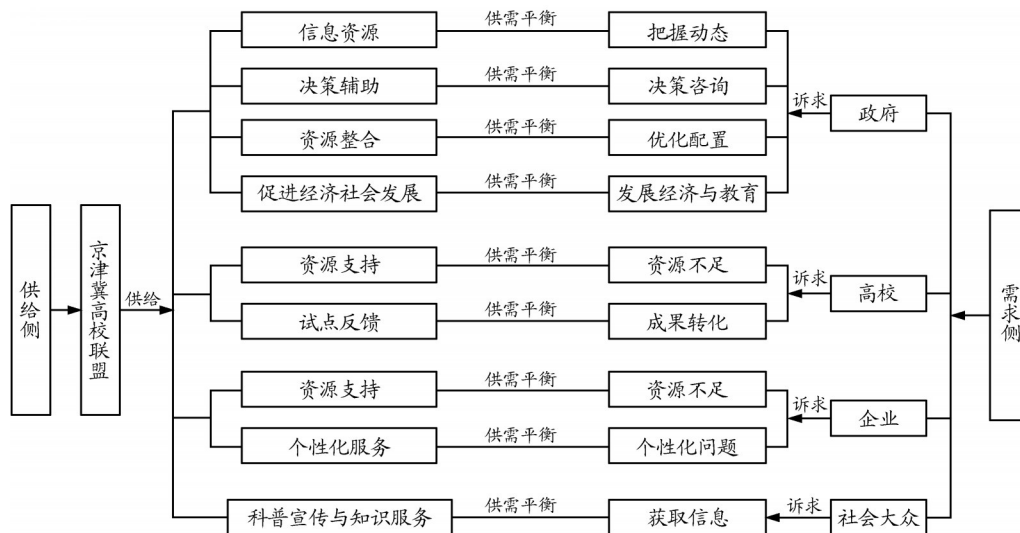 信息资源 供需平衡 把握动态
决策辅助 供需平衡 决策咨询
诉求 政府
资源整合 供需平衡 优化配置
促进经济社会发展 供需平衡 发展经济与教育
供给侧
京津冀高校联盟
供给
资源支持 供需平衡 资源不足
诉求 高校
试点反馈 供需平衡 成果转化
需求侧
资源支持 供需平衡 资源不足
诉求 企业
个性化服务 供需平衡 个性化问题
科普宣传与知识服务 供需平衡 获取信息 诉求 社会大众